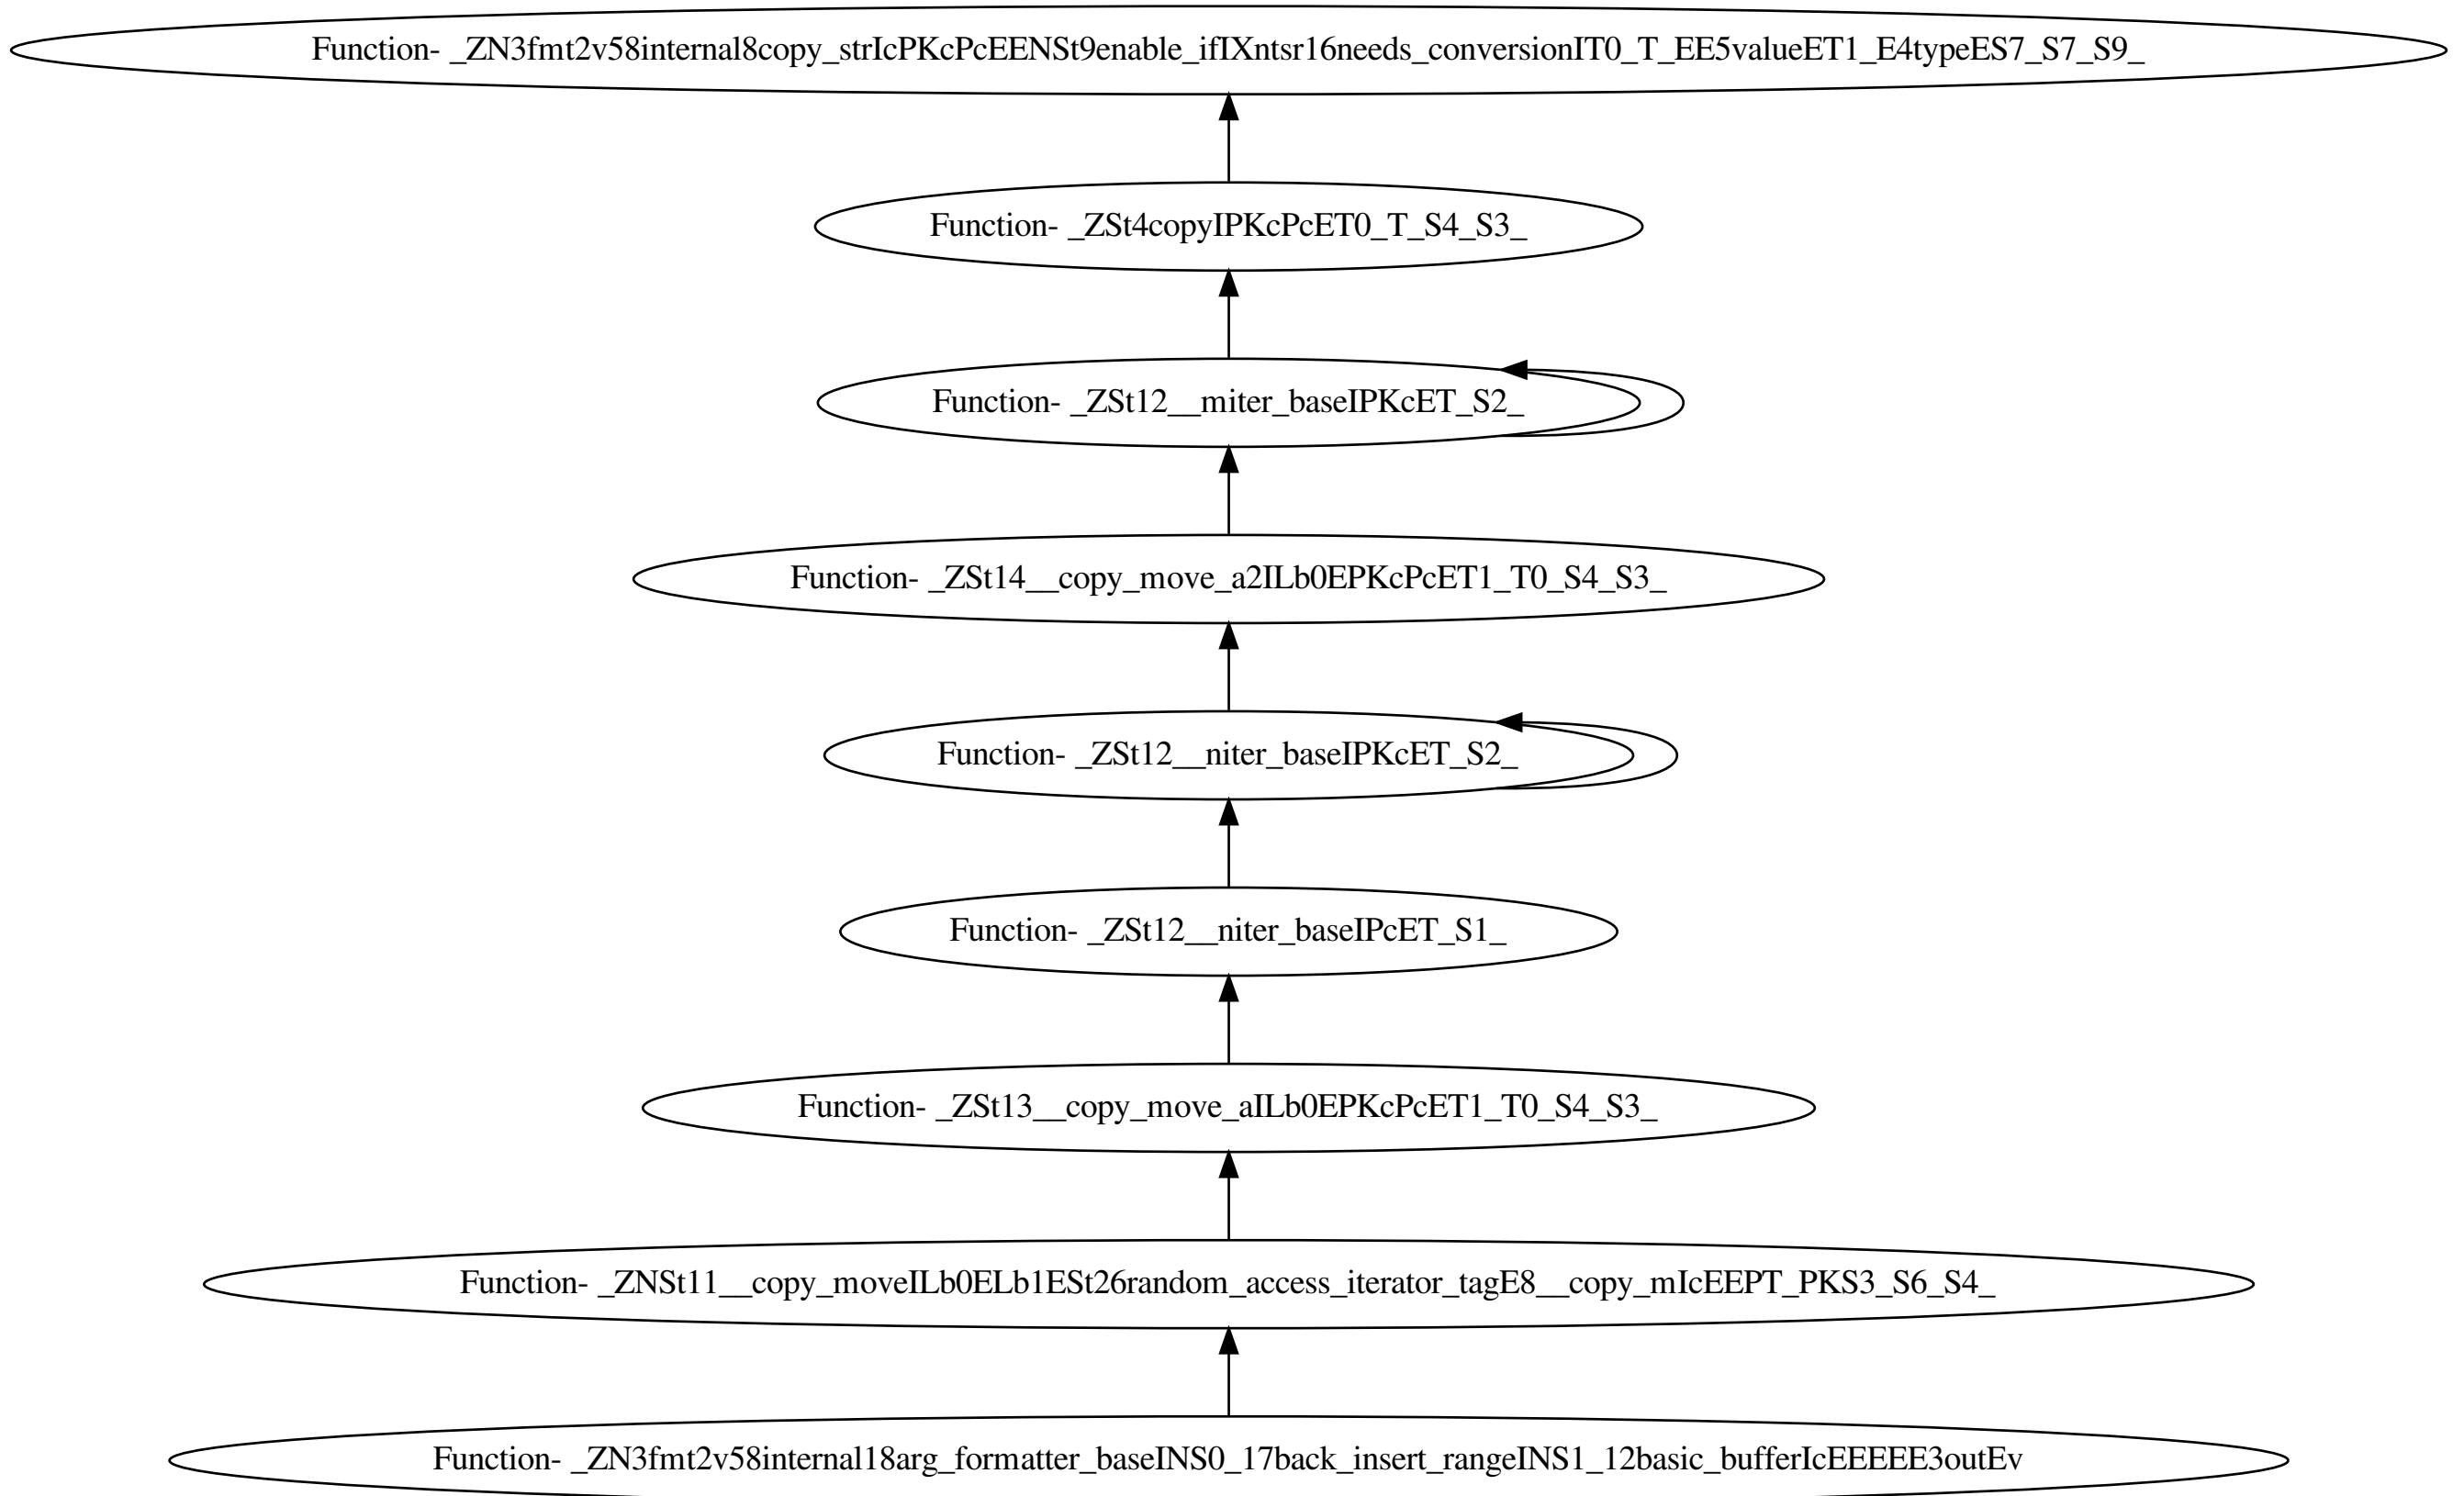 Function- _ZN3fmt2v58internal8copy_strIcPKcPcEENSt9enable_ifIXntsr16needs_conversionIT0_T_EE5valueET1_E4typeES7_S7_S9_
Function- _ZSt4copyIPKcPcET0_T_S4_S3_
Function- _ZSt12__miter_baseIPKcET_S2_
Function- _ZSt14__copy_move_a2ILb0EPKcPcET1_T0_S4_S3_
Function- _ZSt12__niter_baseIPKcET_S2_
Function- _ZSt12__niter_baseIPcET_S1_
Function- _ZSt13__copy_move_aILb0EPKcPcET1_T0_S4_S3_
Function- _ZNSt11__copy_moveILb0ELb1ESt26random_access_iterator_tagE8__copy_mIcEEPT_PKS3_S6_S4_
Function- _ZN3fmt2v58internal18arg_formatter_baseINS0_17back_insert_rangeINS1_12basic_bufferIcEEEEE3outEv